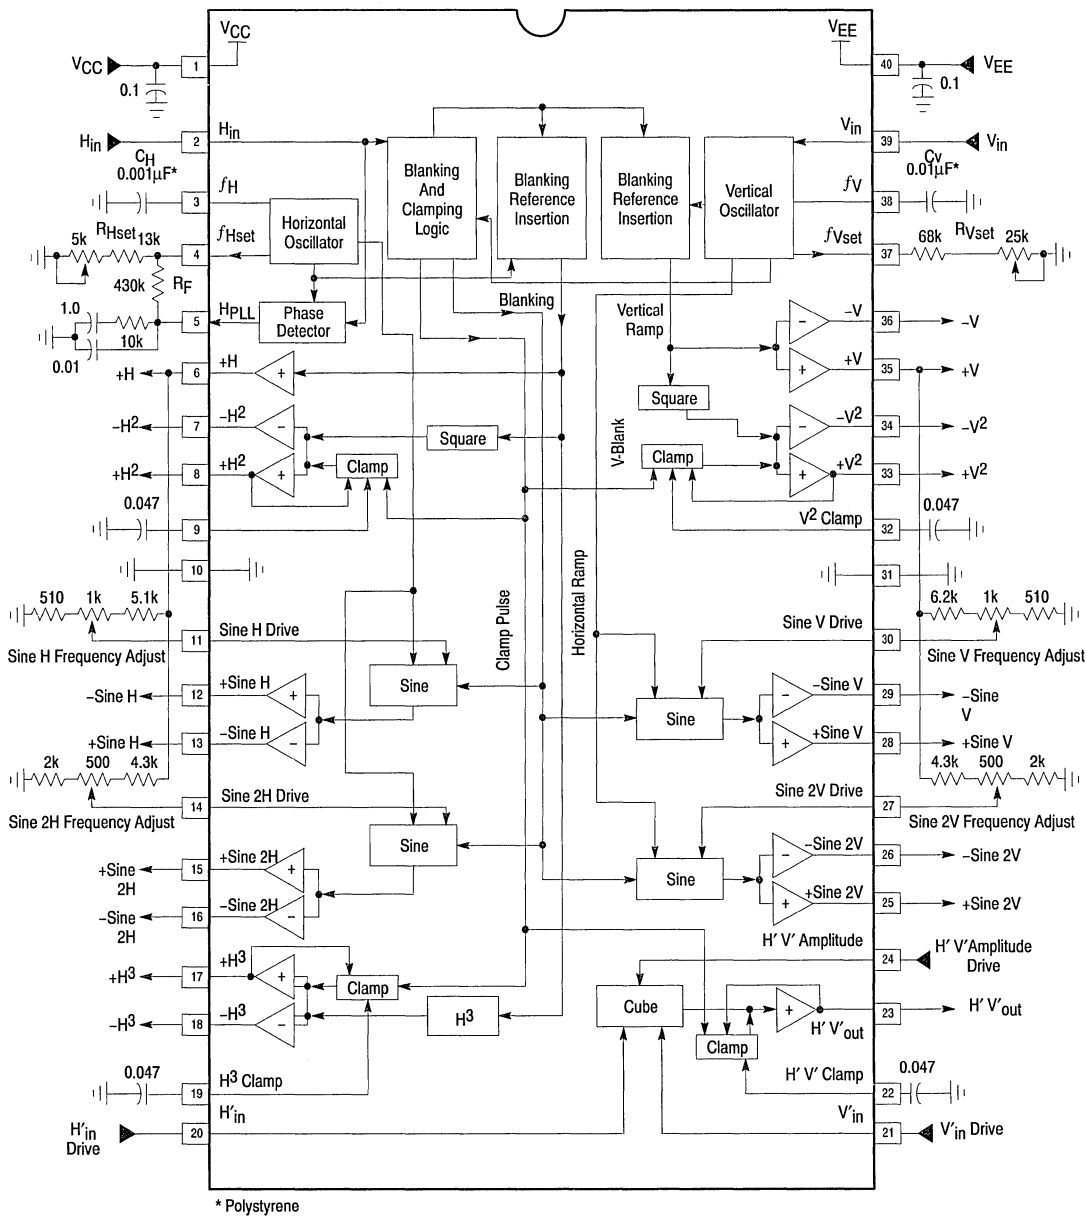 VCC
VEE
VCC
1
40
VEE
0.1
0.1
Hin
2
Hin
Vin
39
Vin
CH
0.001µF*
3
fH
fV
38
CV
0.01µF*
RHset
5k
13k
4
fHset
fVset
37
68k
RVset
25k
Horizontal
Oscillator
Blanking
And
Clamping
Logic
Blanking
Reference
Insertion
Blanking
Reference
Insertion
Vertical
Oscillator
430k
RF
1.0
10k
0.01
5
HPLL
Phase
Detector
Blanking
Vertical
Ramp
–V
36
–V
+H
6
+H
+
–
+
+V
35
+V
–H2
7
–H2
–
Square
Square
–
–V2
34
–V2
+H2
8
+H2
+
Clamp
V-Blank
Clamp
+
+V2
33
+V2
0.047
9
V2 Clamp
32
0.047
10
31
Clamp Pulse
Horizontal Ramp
510
1k
5.1k
6.2k
1k
510
11
Sine H Drive
Sine V Drive
30
Sine H Frequency Adjust
Sine V Frequency Adjust
–Sine H
12
+Sine H
+
Sine
Sine
–
–Sine V
29
–Sine
V
+Sine H
13
–Sine H
–
+
+Sine V
28
+Sine V
2k
500
4.3k
4.3k
500
2k
14
Sine 2H Drive
Sine 2V Drive
27
Sine 2H Frequency Adjust
Sine 2V Frequency Adjust
+Sine
2H
15
+Sine 2H
+
Sine
Sine
–
–Sine 2V
26
–Sine 2V
–Sine
2H
16
–Sine 2H
–
+
+Sine 2V
25
+Sine 2V
+H3
17
+H3
+
Clamp
H′ V′ Amplitude
24
H′ V′Amplitude
Drive
–H3
18
–H3
–
H3
Cube
+
H′ V′out
23
H′ V′out
Clamp
0.047
19
H3 Clamp
H′ V′ Clamp
22
0.047
H′in
Drive
20
H′in
V′in
21
V′in Drive
* Polystyrene